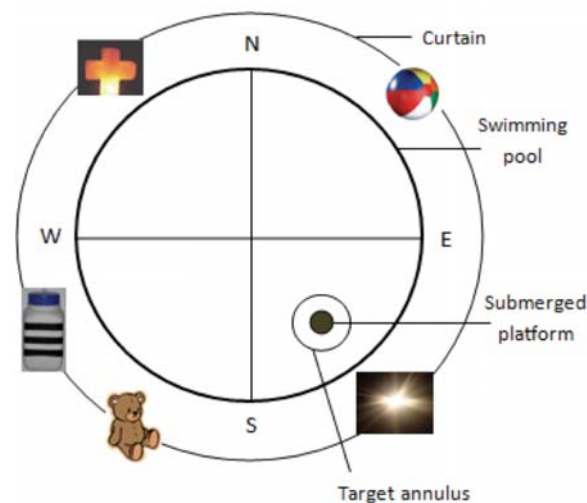 N
Curtain
Swimming
pool
W
E
Submerged
platform
S
Target annulus